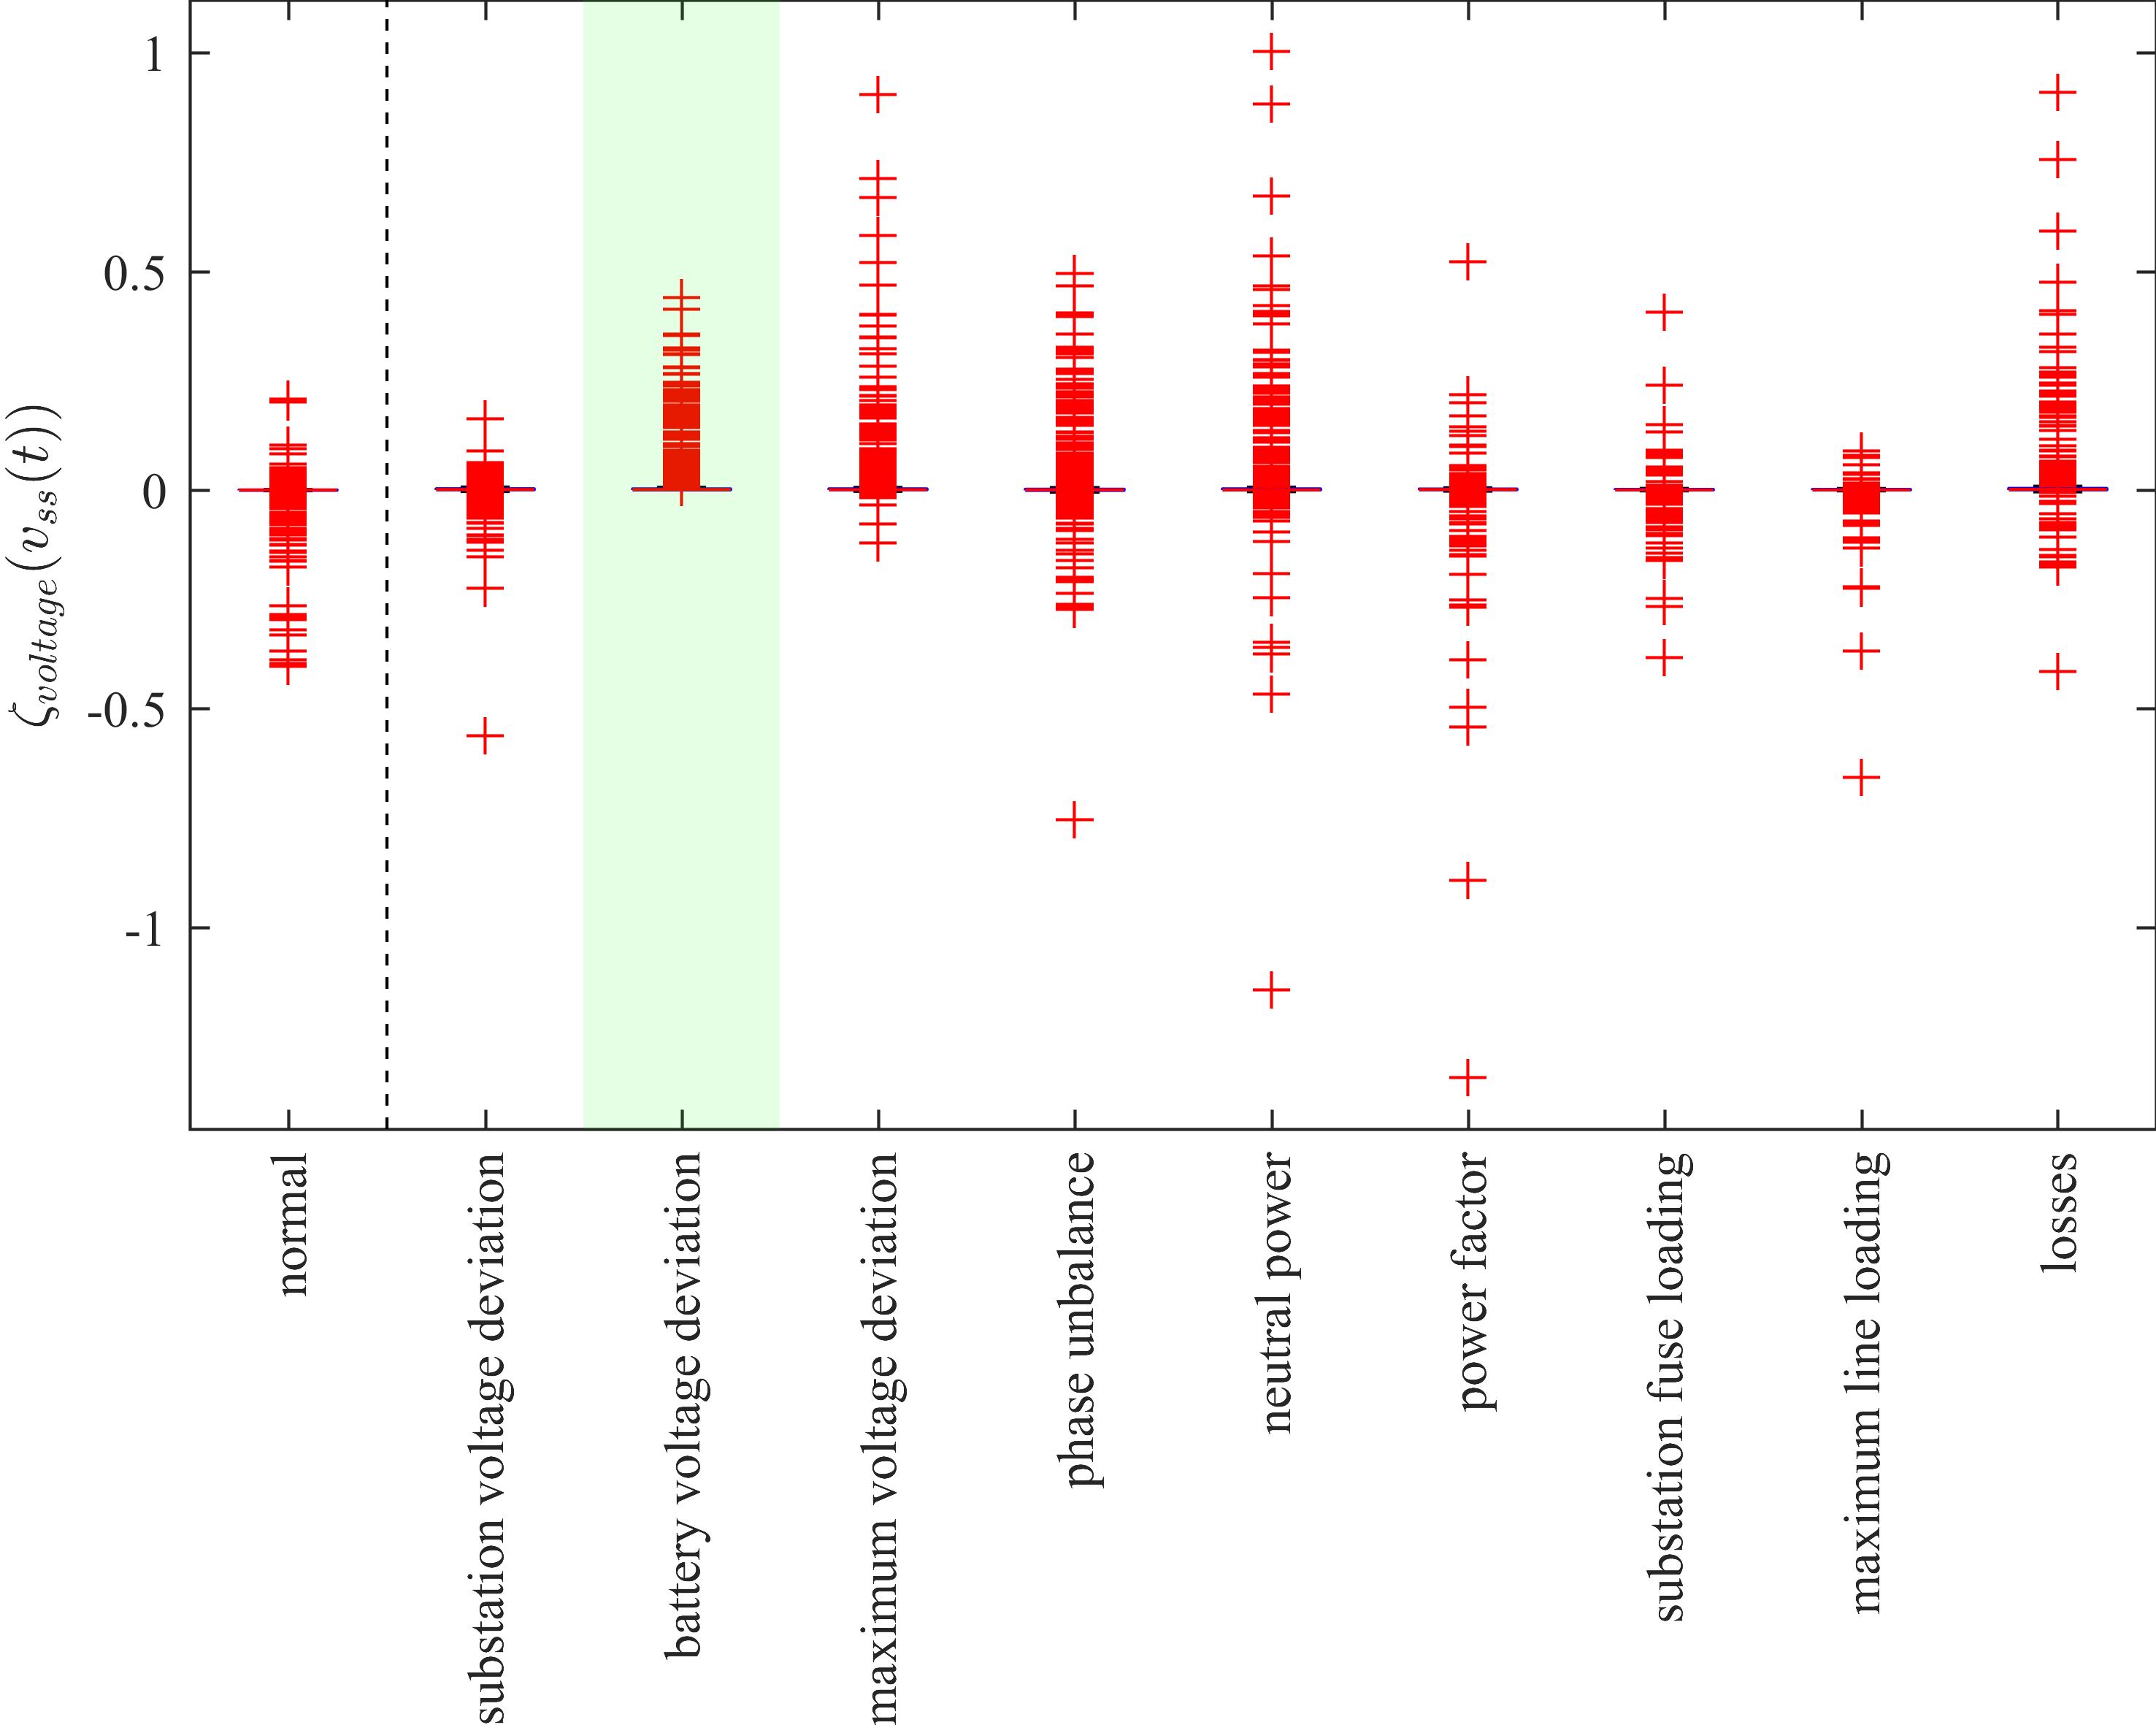 1
0.5
0
-0.5
-1
ζvoltage(vss(t))
normal
substation voltage deviation
battery voltage deviation
maximum voltage deviation
phase unbalance
neutral power
power factor
substation fuse loading
maximum line loading
losses